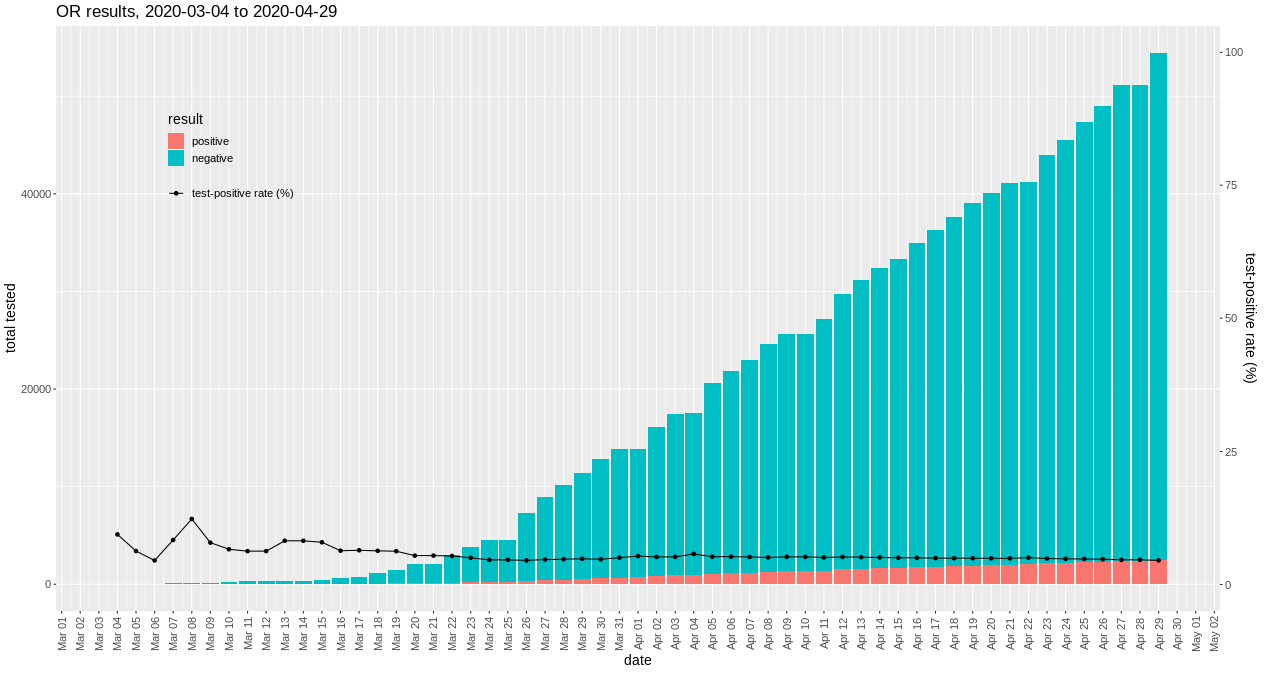 OR results, 2020-03-04 to 2020-04-29
result
positive
negative
test-positive rate (%)
total tested
40000
20000
0
100
75
50
25
0
test-positive rate (%)
Mar 01
Mar 02
Mar 03
Mar 04
Mar 05
Mar 06
Mar 07
Mar 08
Mar 09
Mar 10
Mar 11
Mar 12
Mar 13
Mar 14
Mar 15
Mar 16
Mar 17
Mar 18
Mar 19
Mar 20
Mar 21
Mar 22
Mar 23
Mar 24
Mar 25
Mar 26
Mar 27
Mar 28
Mar 29
Mar 30
Mar 31
Apr 01
Apr 02
Apr 03
Apr 04
Apr 05
Apr 06
Apr 07
Apr 08
Apr 09
Apr 10
Apr 11
Apr 12
Apr 13
Apr 14
Apr 15
Apr 16
Apr 17
Apr 18
Apr 19
Apr 20
Apr 21
Apr 22
Apr 23
Apr 24
Apr 25
Apr 26
Apr 27
Apr 28
Apr 29
Apr 30
May 01
May 02
date